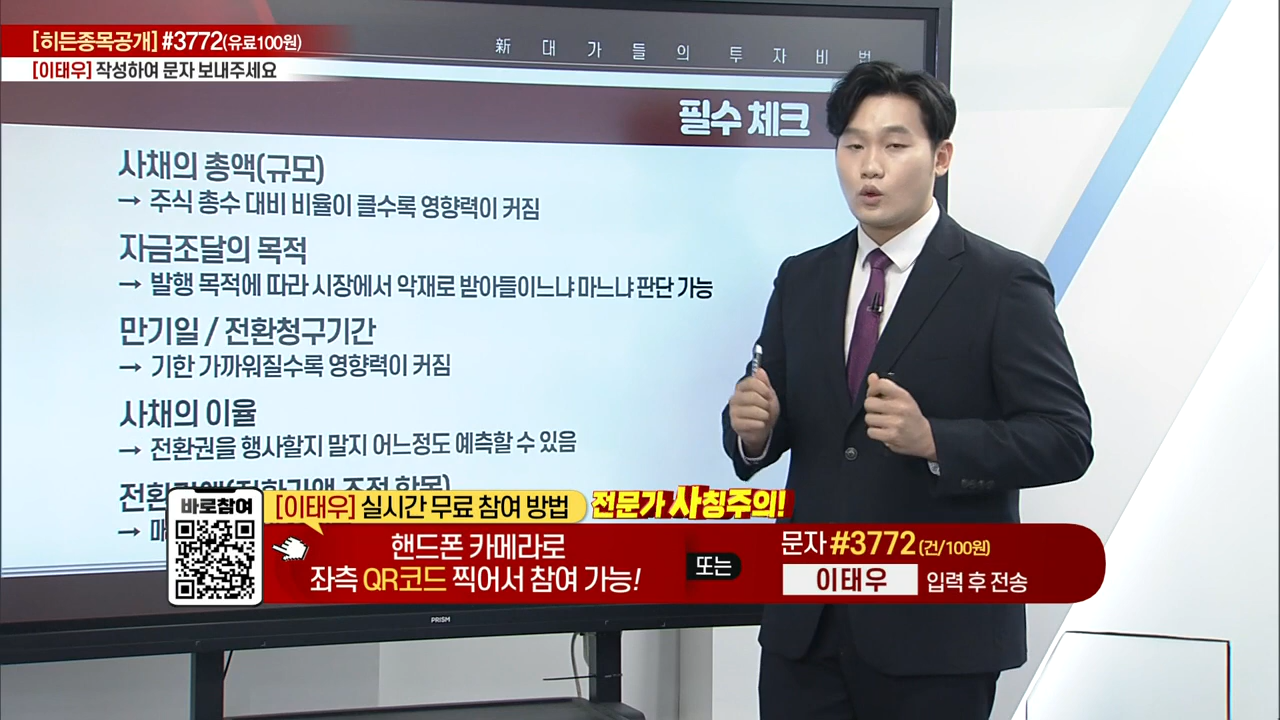 [히든종목공개] #3772(유료100원)
[이태우] 작성하여 문자 보내주세요
新 대 가 들 의 투 자 비 법
필수 체크
사채의 총액(규모)
→ 주식 총수 대비 비율이 클수록 영향력이 커짐
자금조달의 목적
→ 발행 목적에 따라 시장에서 악재로 받아들이느냐 마느냐 판단 가능
만기일 / 전환청구기간
→ 기한 가까워질수록 영향력이 커짐
사채의 이율
→ 전환권을 행사할지 말지 어느정도 예측할 수 있음
바로참여
[이태우] 실시간 무료 참여 방법
전문가 사칭주의!
핸드폰 카메라로
좌측 QR코드 찍어서 참여 가능!
또는
문자 #3772 (건/100원)
이태우 입력 후 전송
PRISM